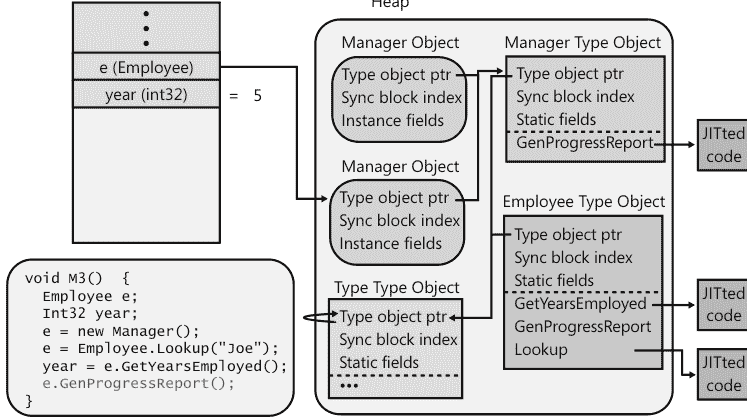 Heap
e (Employee)
year (int32)
= 5
Manager Object
Type object ptr
Sync block index
Instance fields
Manager Object
Type object ptr
Sync block index
Instance fields
Type Type Object
Type object ptr
Sync block index
Static fields
Manager Type Object
Type object ptr
Sync block index
Static fields
GenProgressReport
JITted
code
Employee Type Object
Type object ptr
Sync block index
Static fields
GetYearsEmployed
GenProgressReport
Lookup
JITted
code
JITted
code
void M3() {
Employee e;
Int32 year;
e = new Manager();
e = Employee.Lookup("Joe");
year = e.GetYearsEmployed();
e.GenProgressReport();
}